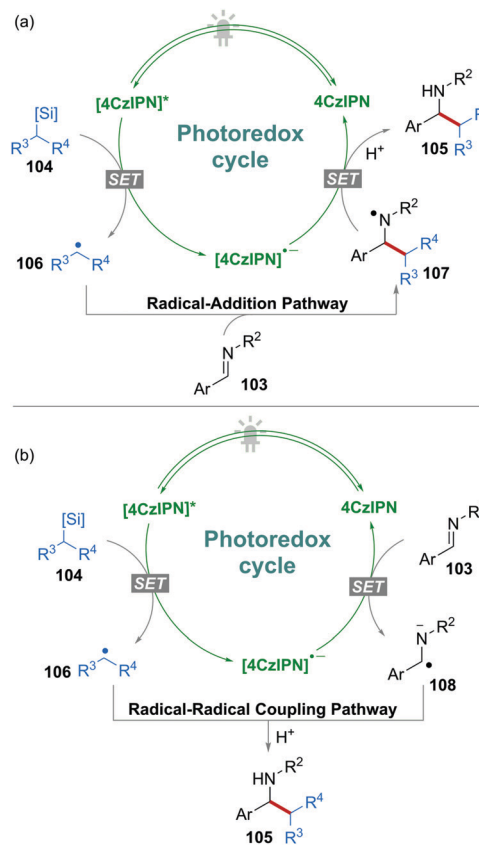 (a)
[4CzIPN]*
4CzIPN
[Si]
R³ R⁴
104
Photoredox
cycle
SET
SET
H⁺
HN R²
Ar
R³
105
106
R³ R⁴
[4CzIPN]•−
N R²
Ar R⁴
R³
107
Radical-Addition Pathway
N R²
Ar
103
(b)
[4CzIPN]*
4CzIPN
[Si]
R³ R⁴
104
Photoredox
cycle
N
Ar
103
SET
SET
106
R³ R⁴
[4CzIPN]•−
N− R²
Ar
108
Radical-Radical Coupling Pathway
H⁺
HN R²
Ar R⁴
R³
105